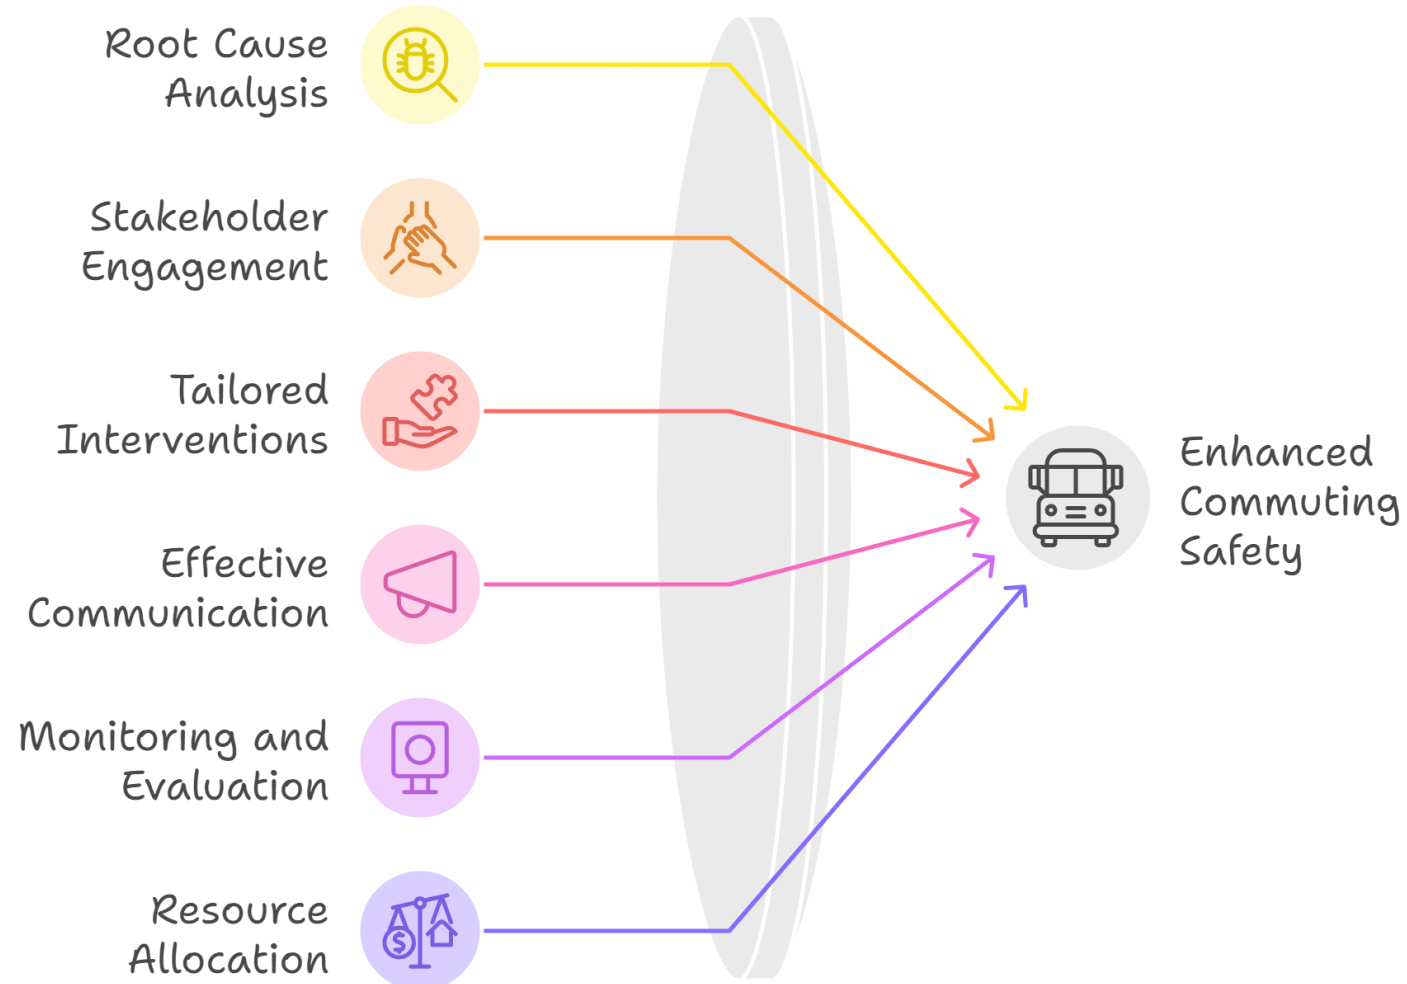 Root Cause
Analysis
Stakeholder
Engagement
Tailored
Interventions
Effective
Communication
Monitoring and
Evaluation
Resource
Allocation
$
Enhanced
Commuting
Safety